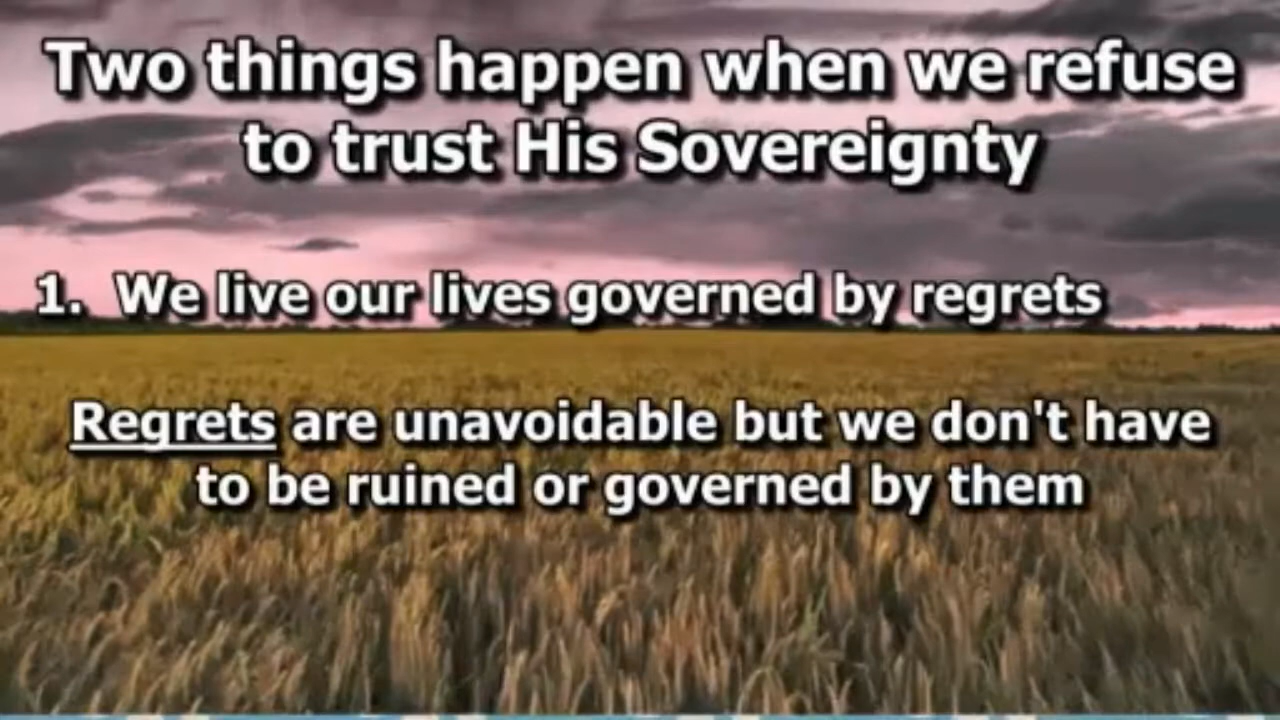 Two things happen when we refuse
to trust His Sovereignty
1. We live our lives governed by regrets
Regrets are unavoidable but we don't have
to be ruined or governed by them